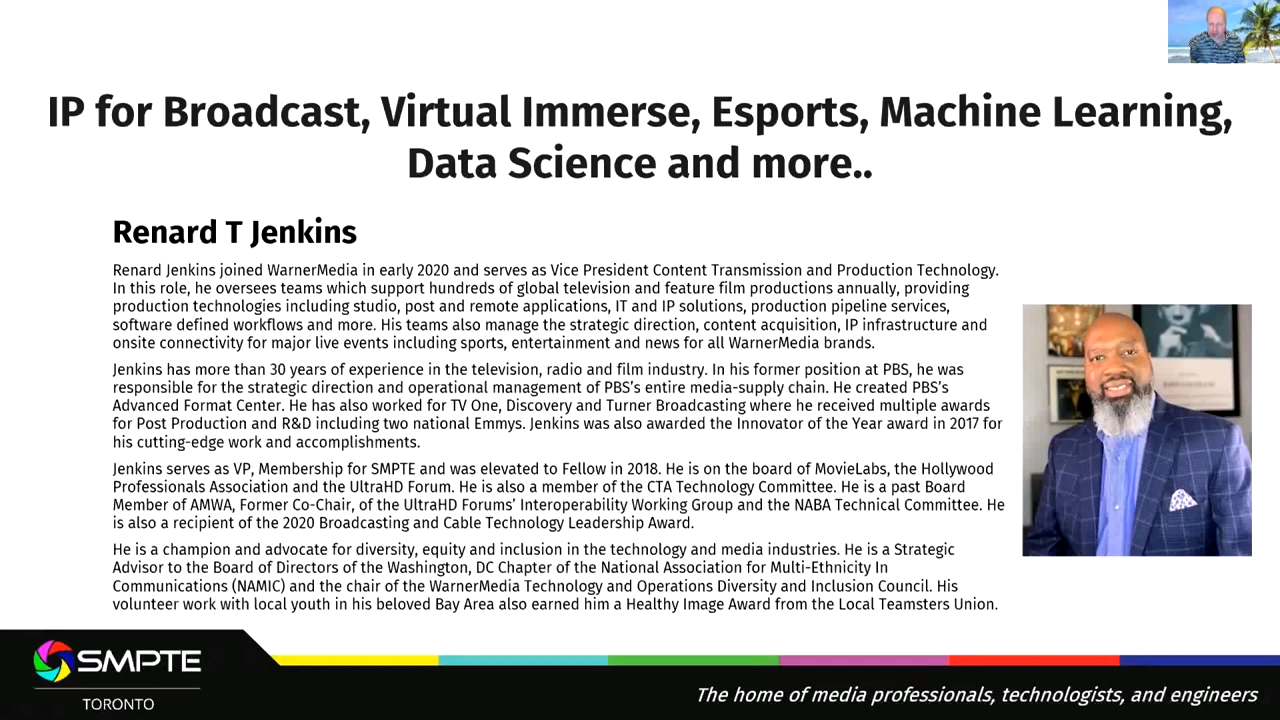 IP for Broadcast, Virtual Immerse, Esports, Machine Learning,
Data Science and more..
Renard T Jenkins
Renard Jenkins joined WarnerMedia in early 2020 and serves as Vice President Content Transmission and Production Technology.
In this role, he oversees teams which support hundreds of global television and feature film productions annually, providing
production technologies including studio, post and remote applications, IT and IP solutions, production pipeline services,
software defined workflows and more. His teams also manage the strategic direction, content acquisition, IP infrastructure and
onsite connectivity for major live events including sports, entertainment and news for all WarnerMedia brands.
Jenkins has more than 30 years of experience in the television, radio and film industry. In his former position at PBS, he was
responsible for the strategic direction and operational management of PBS's entire media-supply chain. He created PBS's
Advanced Format Center. He has also worked for TV One, Discovery and Turner Broadcasting where he received multiple awards
for Post Production and R&D including two national Emmys. Jenkins was also awarded the Innovator of the Year award in 2017 for
his cutting-edge work and accomplishments.
Jenkins serves as VP, Membership for SMPTE and was elevated to Fellow in 2018. He is on the board of MovieLabs, the Hollywood
Professionals Association and the UltraHD Forum. He is also a member of the CTA Technology Committee. He is a past Board
Member of AMWA, Former Co-Chair, of the UltraHD Forums' Interoperability Working Group and the NABA Technical Committee. He
is also a recipient of the 2020 Broadcasting and Cable Technology Leadership Award.
He is a champion and advocate for diversity, equity and inclusion in the technology and media industries. He is a Strategic
Advisor to the Board of Directors of the Washington, DC Chapter of the National Association for Multi-Ethnicity In
Communications (NAMIC) and the chair of the WarnerMedia Technology and Operations Diversity and Inclusion Council. His
volunteer work with local youth in his beloved Bay Area also earned him a Healthy Image Award from the Local Teamsters Union.
SMPTE
TORONTO
The home of media professionals, technologists, and engineers